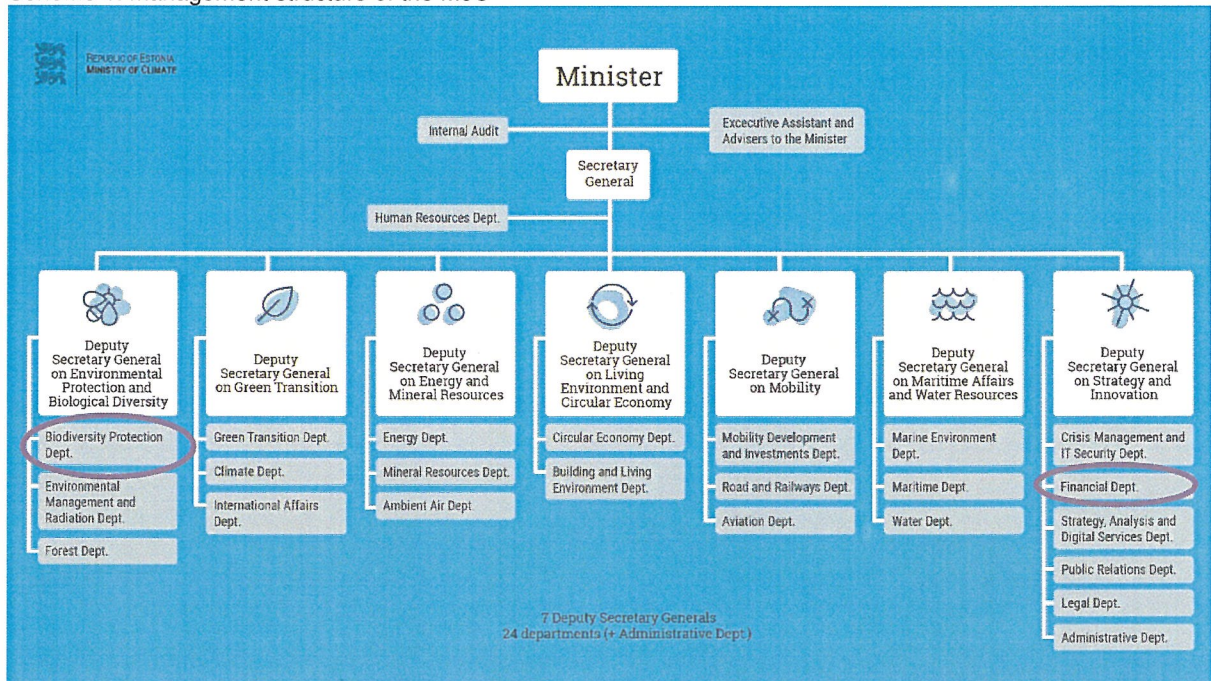 REPUBLIC OF ESTONIA
MINISTRY OF CLIMATE
Minister
Internal Audit
Excecutive Assistant and
Advisers to the Minister
Secretary
General
Human Resources Dept.
Deputy
Secretary General
on Environmental
Protection and
Biological Diversity
Biodiversity Protection
Dept.
Environmental
Management and
Radiation Dept.
Forest Dept.
Deputy
Secretary General
on Green Transition
Green Transition Dept.
Climate Dept.
International Affairs
Dept.
Deputy
Secretary General
on Energy and
Mineral Resources
Energy Dept.
Mineral Resources Dept.
Ambient Air Dept.
Deputy
Secretary General
on Living
Environment and
Circular Economy
Circular Economy Dept.
Building and Living
Environment Dept.
Deputy
Secretary General
on Mobility
Mobility Development
and Investments Dept.
Road and Railways Dept.
Aviation Dept.
Deputy
Secretary General
on Maritime Affairs
and Water Resources
Marine Environment
Dept.
Maritime Dept.
Water Dept.
Deputy
Secretary General
on Strategy and
Innovation
Crisis Management and
IT Security Dept.
Financial Dept.
Strategy, Analysis and
Digital Services Dept.
Public Relations Dept.
Legal Dept.
Administrative Dept.
7 Deputy Secretary Generals
24 departments (+ Administrative Dept.)